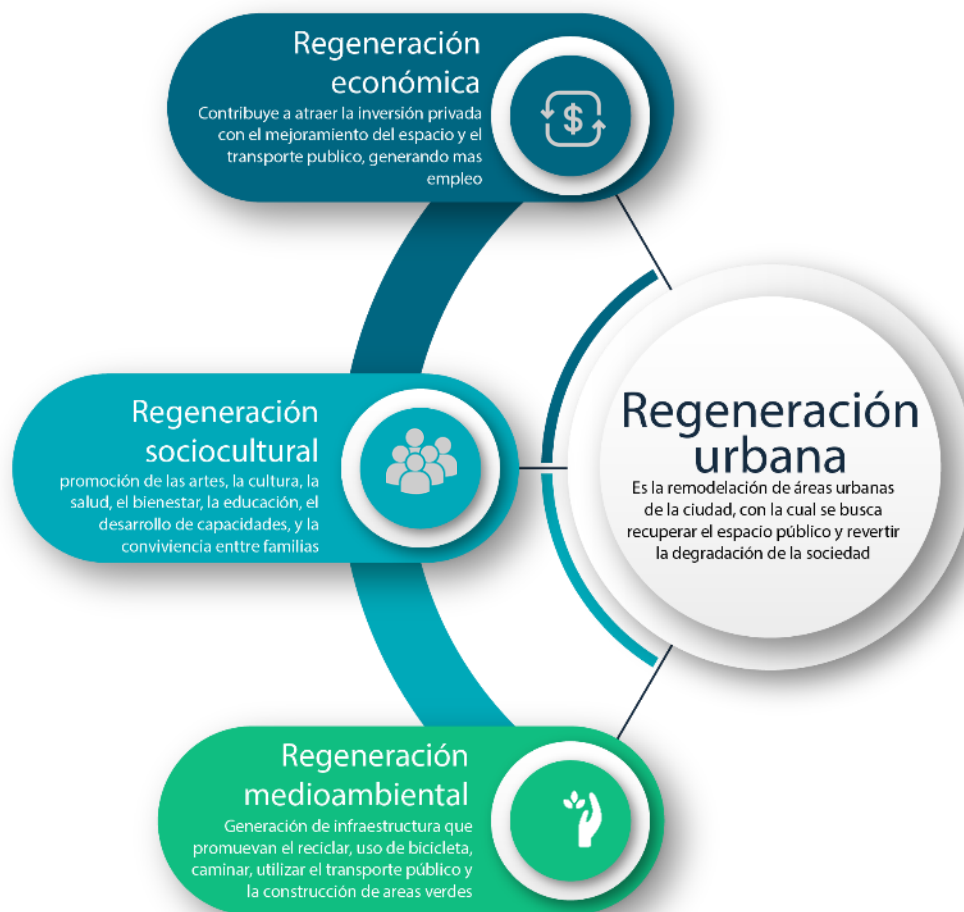 Regeneración
económica
Contribuye a atraer la inversión privada
con el mejoramiento del espacio y el
transporte publico, generando mas
empleo
$
Regeneración
urbana
Es la remodelación de áreas urbanas
de la ciudad, con la cual se busca
recuperar el espacio público y revertir
la degradación de la sociedad
Regeneración
sociocultural
promoción de las artes, la cultura, la
salud, el bienestar, la educación, el
desarrollo de capacidades, y la
conviviencia enttre familias
Regeneración
medioambiental
Generación de infraestructura que
promuevan el reciclar, uso de bicicleta,
caminar, utilizar el transporte público y
la construcción de areas verdes